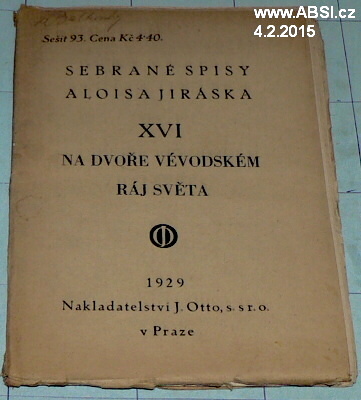 www.ABSI.cz
4.2.2015
Sešit 93. Cena Kč 4·40.
SEBRANÉ SPISY
ALOISA JIRÁSKA
XVI
NA DVOŘE VÉVODSKÉM
RÁJ SVĚTA
1929
Nakladatelství J. Otto, s. s r. o.
v Praze